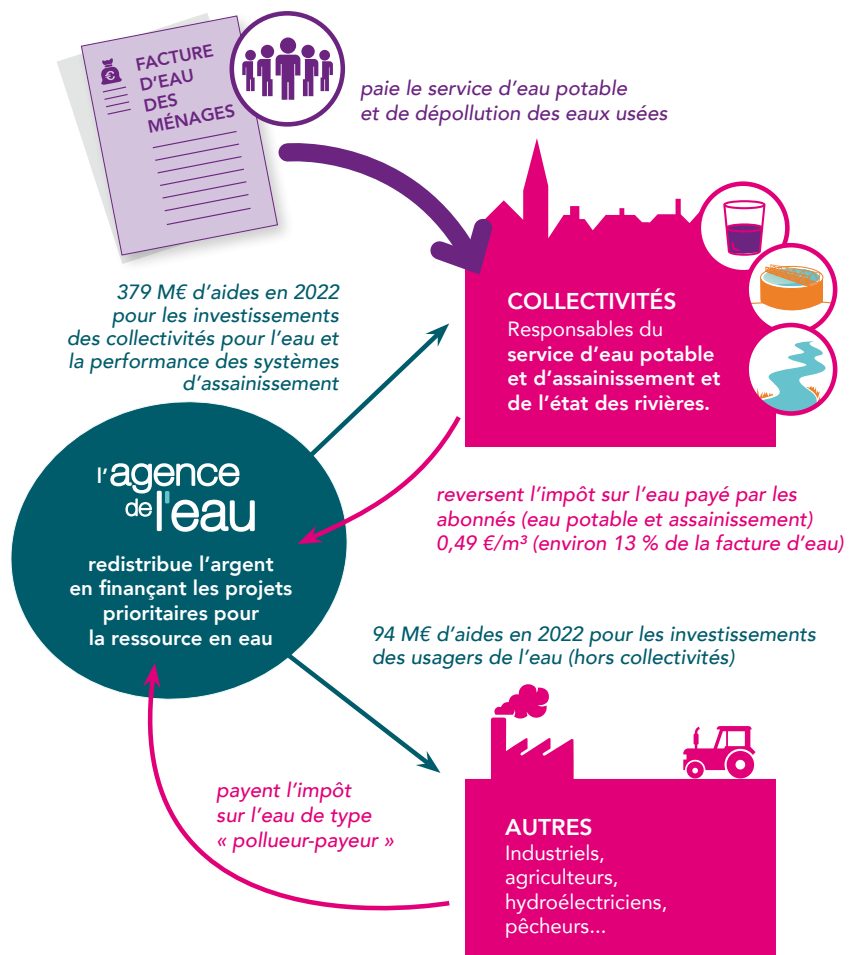 FACTURE
D'EAU
DES
MÉNAGES
paie le service d'eau potable
et de dépollution des eaux usées
379 M€ d'aides en 2022
pour les investissements
des collectivités pour l'eau et
la performance des systèmes
d'assainissement
COLLECTIVITÉS
Responsables du
service d'eau potable
et d'assainissement et
de l'état des rivières.
l'agence
de l'eau
redistribue l'argent
en finançant les projets
prioritaires pour
la ressource en eau
reversent l'impôt sur l'eau payé par les
abonnés (eau potable et assainissement)
0,49 €/m³ (environ 13 % de la facture d'eau)
94 M€ d'aides en 2022 pour les investissements
des usagers de l'eau (hors collectivités)
payent l'impôt
sur l'eau de type
« pollueur-payeur »
AUTRES
Industriels,
agriculteurs,
hydroélectriciens,
pêcheurs...